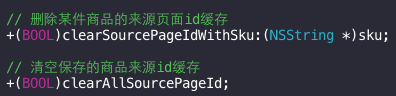 // 删除某件商品的来源页面id缓存
+(BOOL)clearSourcePageIdWithSku:(NSString *)sku;
// 清空保存的商品来源id缓存
+(BOOL)clearAllSourcePageId;